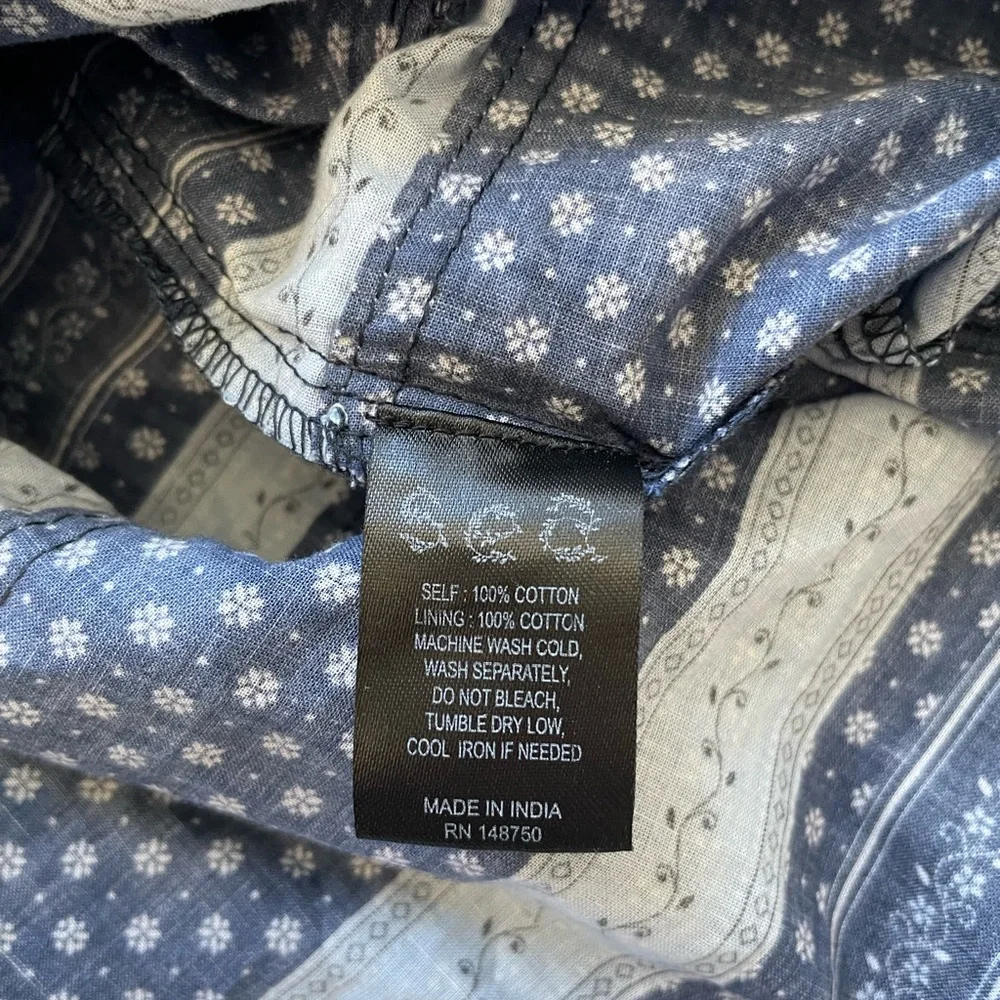 sea
SELF : 100% COTTON
LINING : 100% COTTON
MACHINE WASH COLD,
WASH SEPARATELY,
DO NOT BLEACH,
TUMBLE DRY LOW,
COOL IRON IF NEEDED
MADE IN INDIA
RN 148750